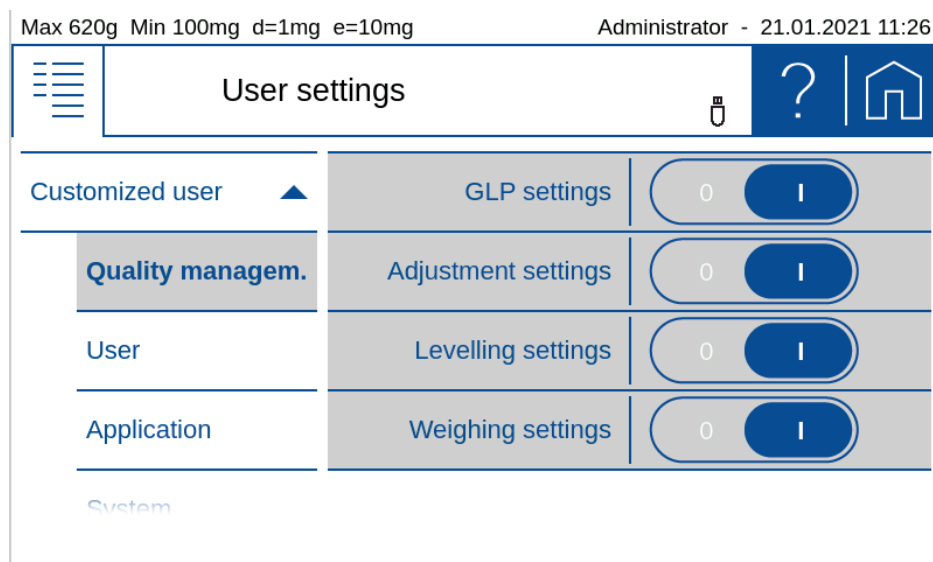 Max 620g Min 100mg d=1mg e=10mg Administrator - 21.01.2021 11:26
User settings ?
Customized user GLP settings 0 I
Quality managem. Adjustment settings 0 I
User Levelling settings 0 I
Application Weighing settings 0 I
System